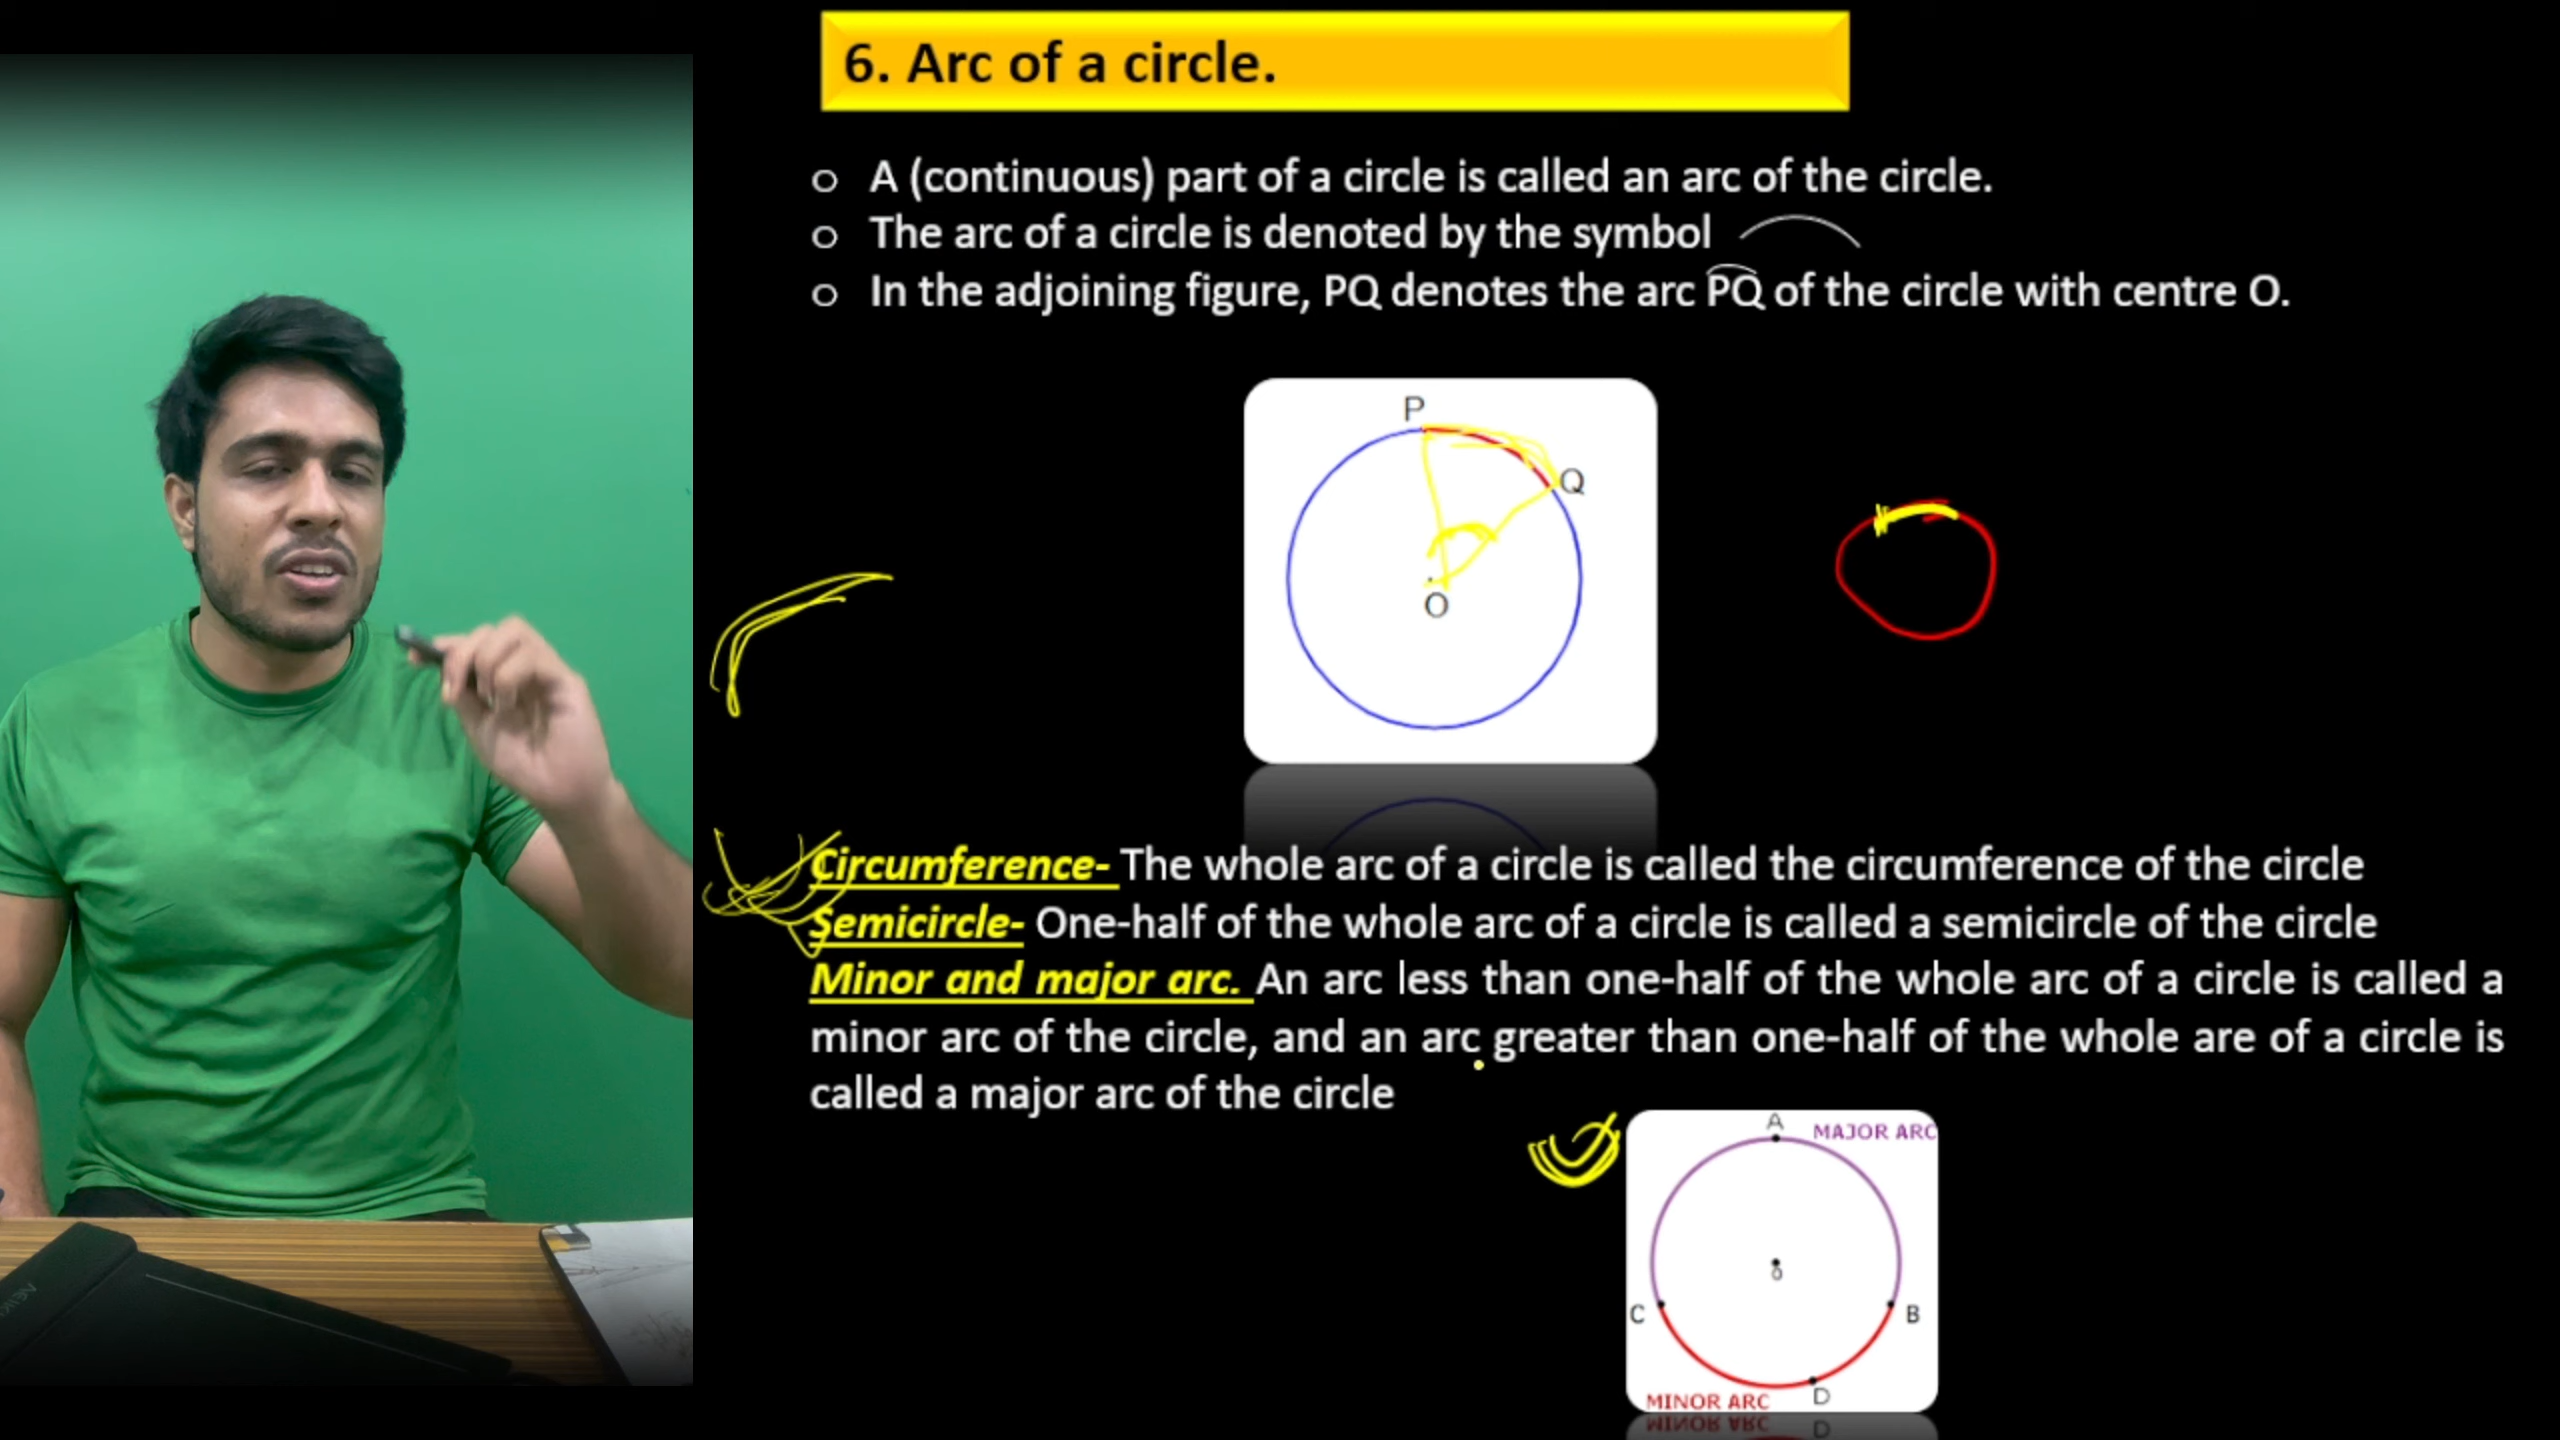 6. Arc of a circle.
o A (continuous) part of a circle is called an arc of the circle.
o The arc of a circle is denoted by the symbol ⌒
o In the adjoining figure, PQ denotes the arc PQ of the circle with centre O.
P
Q
O
Circumference- The whole arc of a circle is called the circumference of the circle
Semicircle- One-half of the whole arc of a circle is called a semicircle of the circle
Minor and major arc. An arc less than one-half of the whole arc of a circle is called a
minor arc of the circle, and an arc greater than one-half of the whole are of a circle is
called a major arc of the circle
A
MAJOR ARC
C
B
MINOR ARC
D